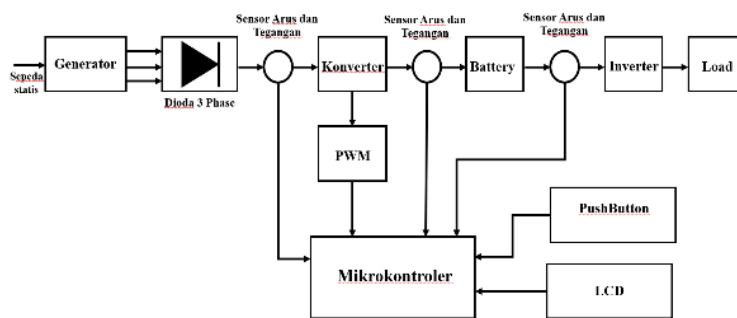 Sensor Arus dan
Tegangan
Sensor Arus dan
Tegangan
Sensor Arus dan
Tegangan
Sepeda
statis
Generator
Dioda 3 Phase
Konverter
Battery
Inverter
Load
PWM
PushButton
Mikrokontroler
LCD